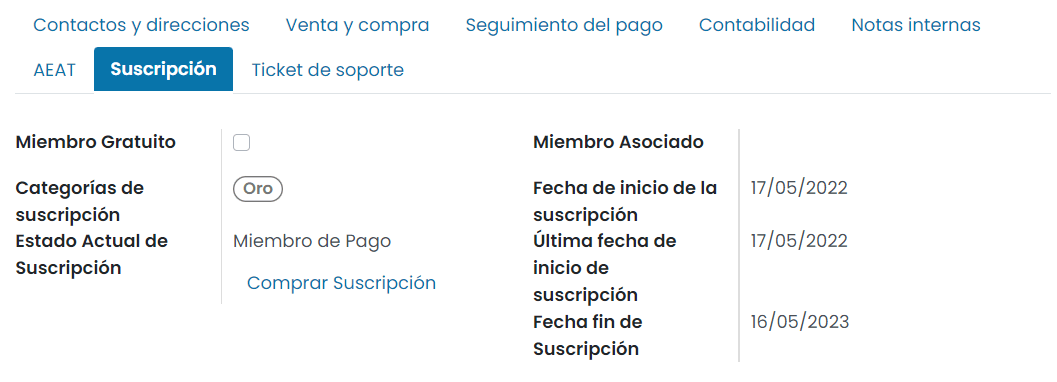 Contactos y direcciones Venta y compra Seguimiento del pago Contabilidad Notas internas
AEAT Suscripción Ticket de soporte
Miembro Gratuito
Categorías de
suscripción
Oro
Estado Actual de
Suscripción
Miembro de Pago
Comprar Suscripción
Miembro Asociado
Fecha de inicio de la
suscripción
17/05/2022
Última fecha de
inicio de
suscripción
17/05/2022
Fecha fin de
Suscripción
16/05/2023